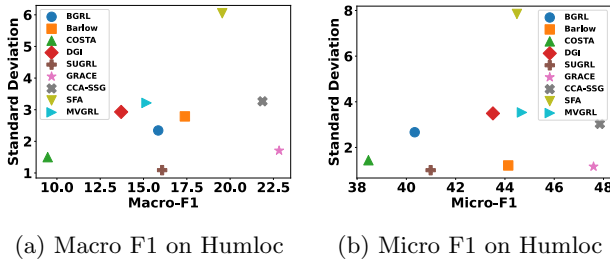 BGRL
Barlow
COSTA
DGI
SUGRL
GRACE
CCA-SSG
SFA
MVGRL
Standard Deviation
6
5
4
3
2
1
10.0 12.5 15.0 17.5 20.0 22.5
Macro-F1
(a) Macro F1 on Humloc
BGRL
Barlow
COSTA
DGI
SUGRL
GRACE
CCA-SSG
SFA
MVGRL
Standard Deviation
8
6
4
2
38 40 42 44 46 48
Micro-F1
(b) Micro F1 on Humloc